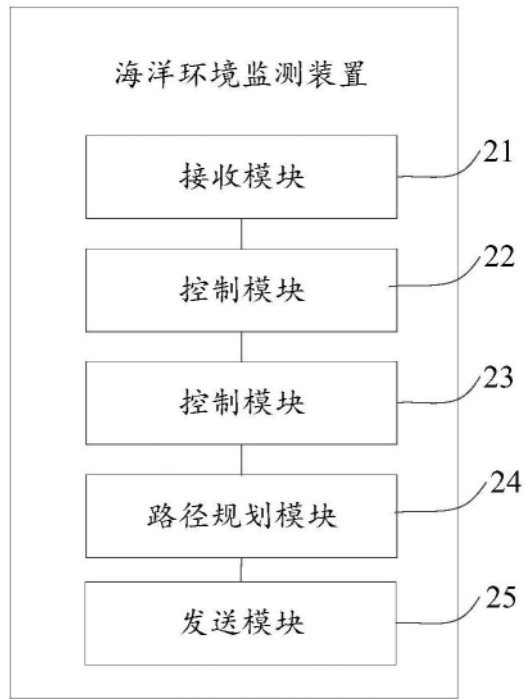 海洋环境监测装置
接收模块 21
控制模块 22
控制模块 23
路径规划模块 24
发送模块 25